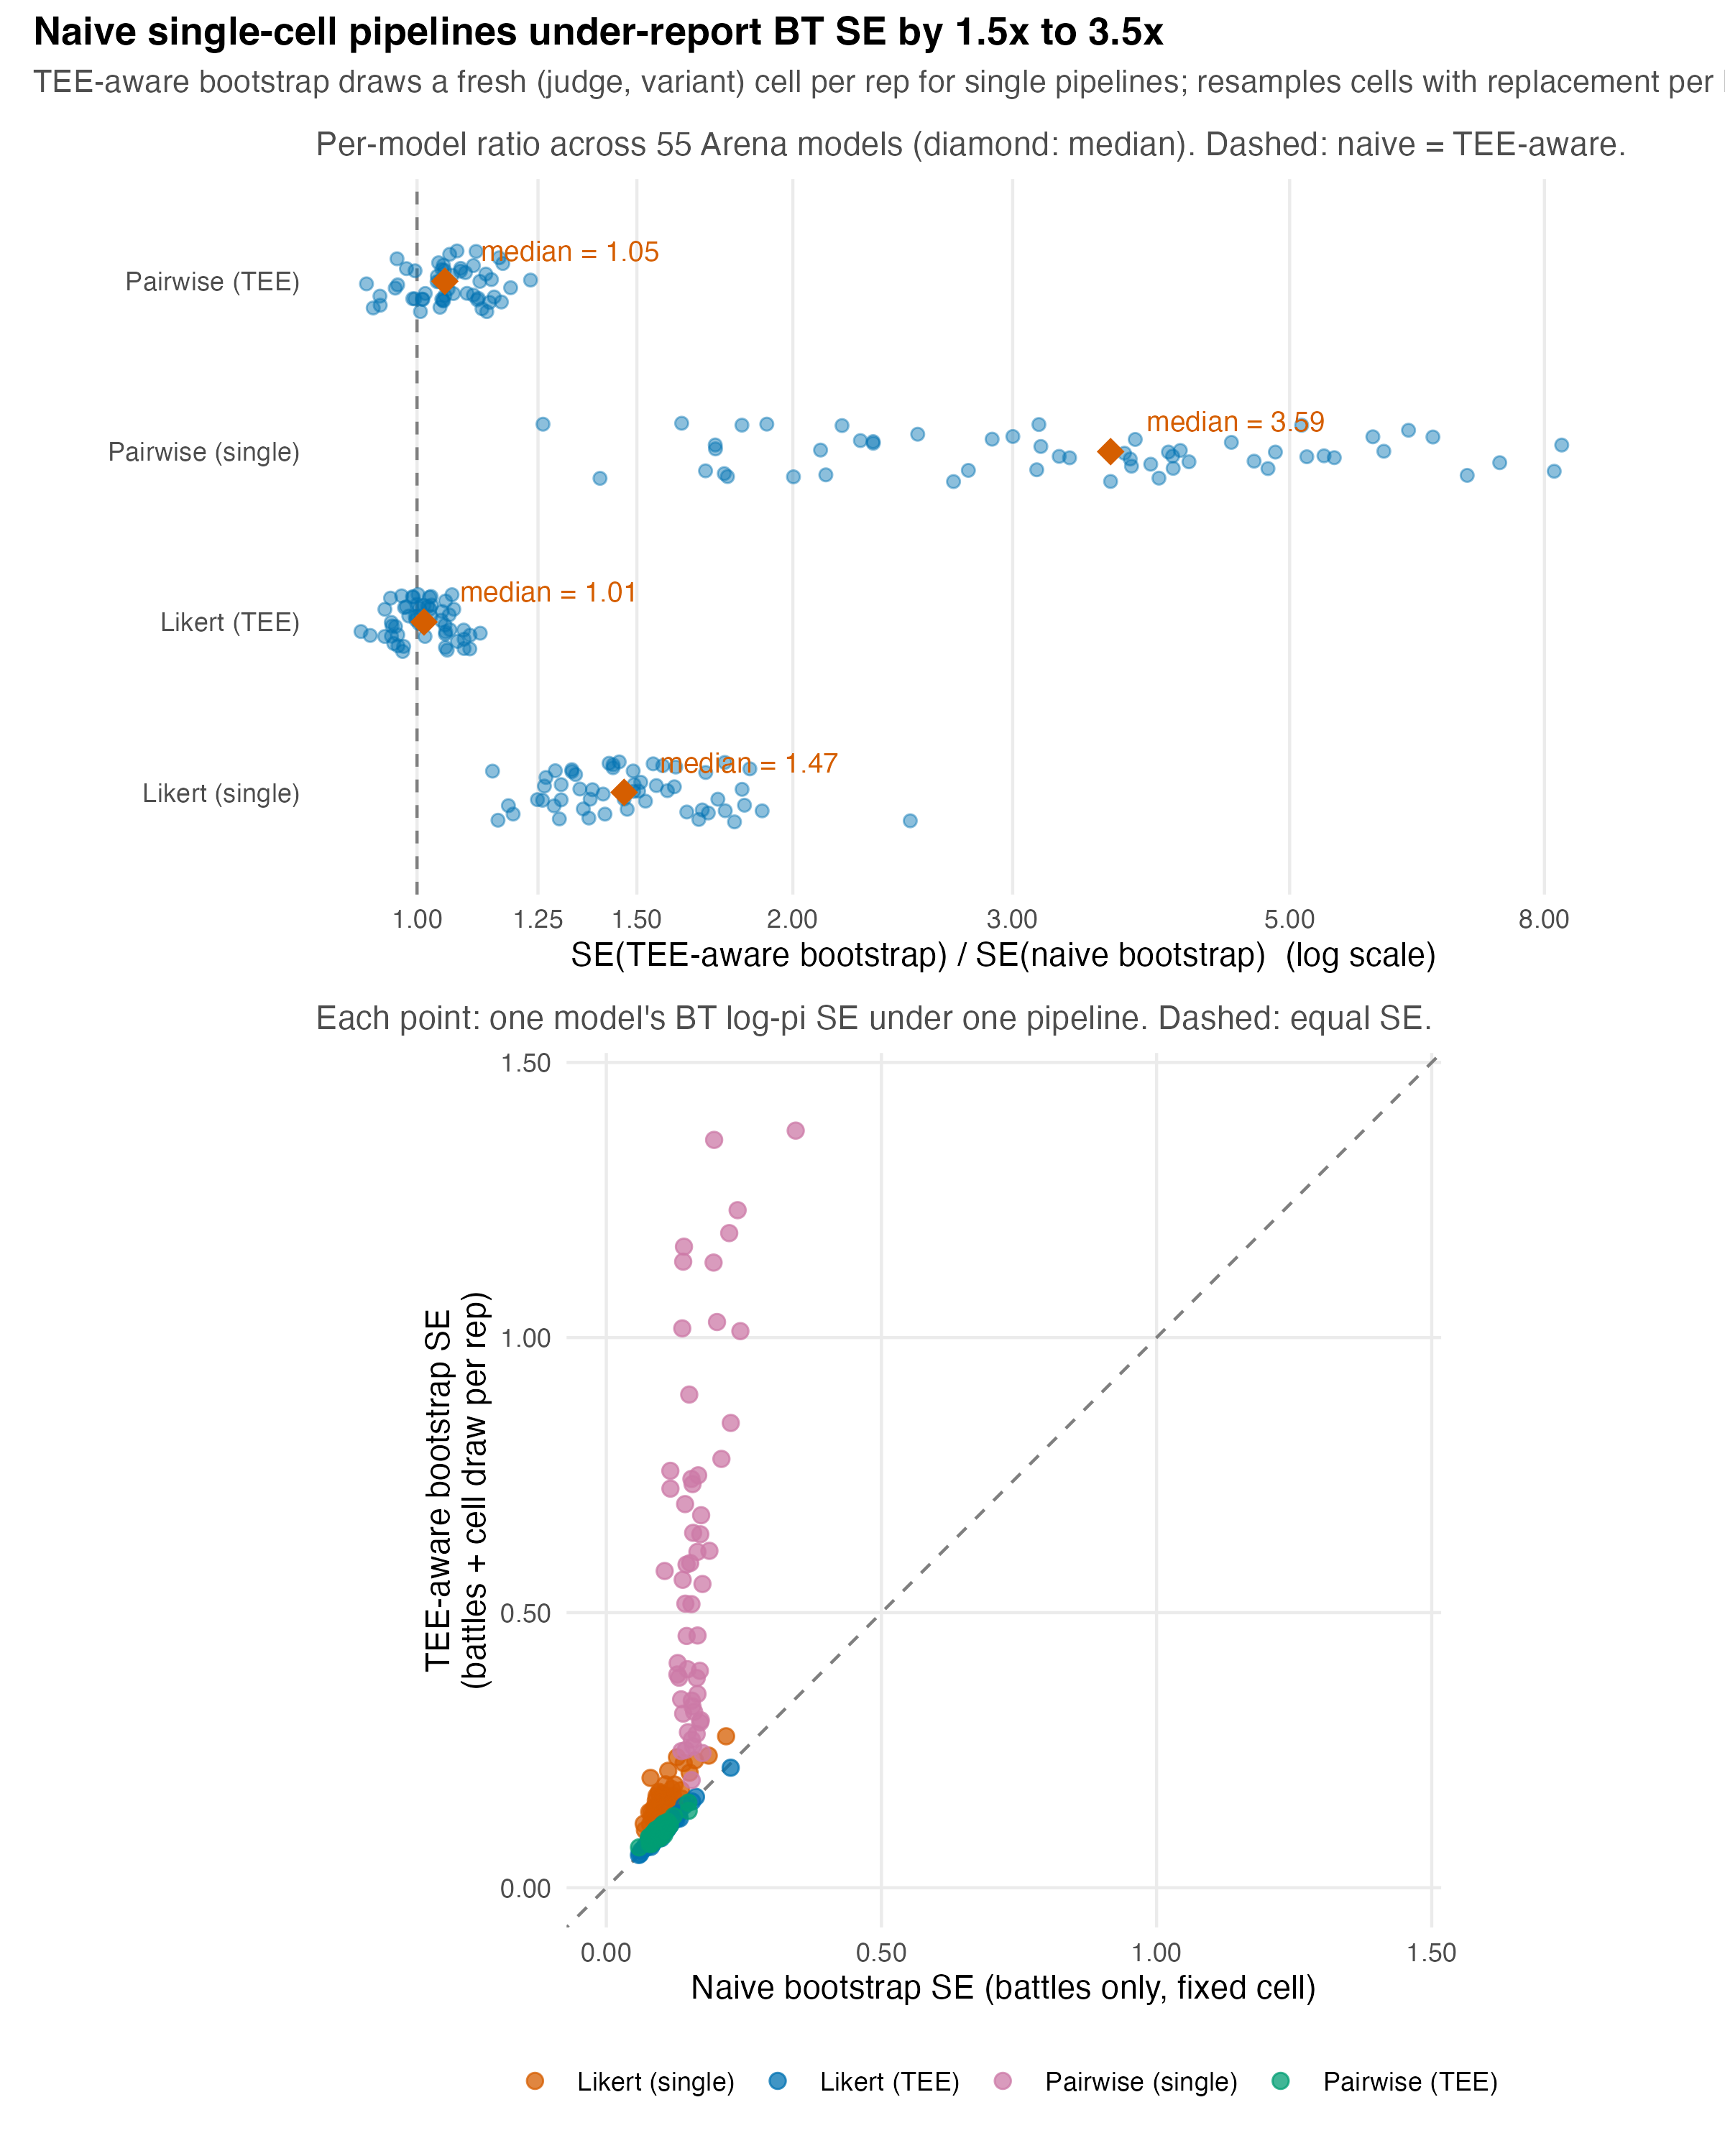 Naive single-cell pipelines under-report BT SE by 1.5x to 3.5x
TEE-aware bootstrap draws a fresh (judge, variant) cell per rep for single pipelines; resamples cells with replacement per
Per-model ratio across 55 Arena models (diamond: median). Dashed: naive = TEE-aware.
Pairwise (TEE)
median = 1.05
Pairwise (single)
median = 3.59
Likert (TEE)
median = 1.01
Likert (single)
median = 1.47
1.00 1.25 1.50 2.00 3.00 5.00 8.00
SE(TEE-aware bootstrap) / SE(naive bootstrap) (log scale)
Each point: one model's BT log-pi SE under one pipeline. Dashed: equal SE.
1.50
1.00
0.50
0.00
TEE-aware bootstrap SE
(battles + cell draw per rep)
0.00 0.50 1.00 1.50
Naive bootstrap SE (battles only, fixed cell)
Likert (single) Likert (TEE) Pairwise (single) Pairwise (TEE)